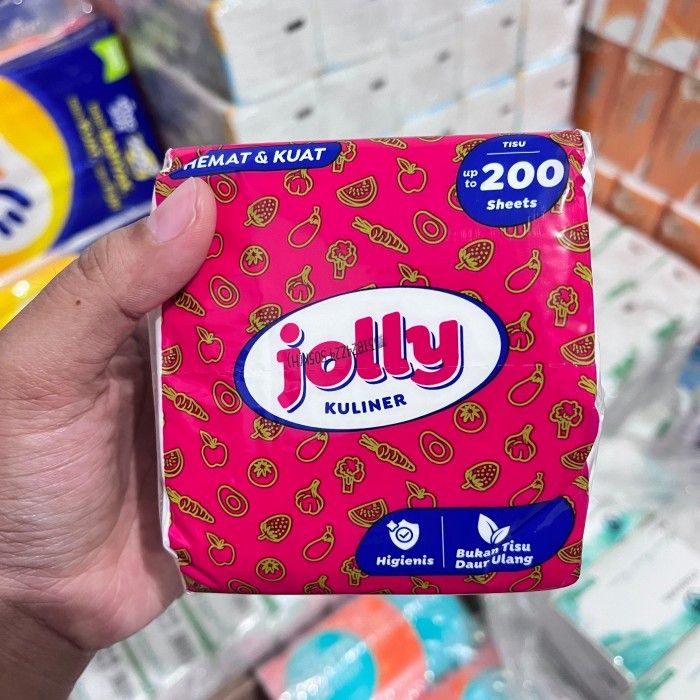 HEMAT & KUAT
TISU
up to 200
Sheets
jolly
KULINER
Higienis
Bukan Tisu
Daur Ulang